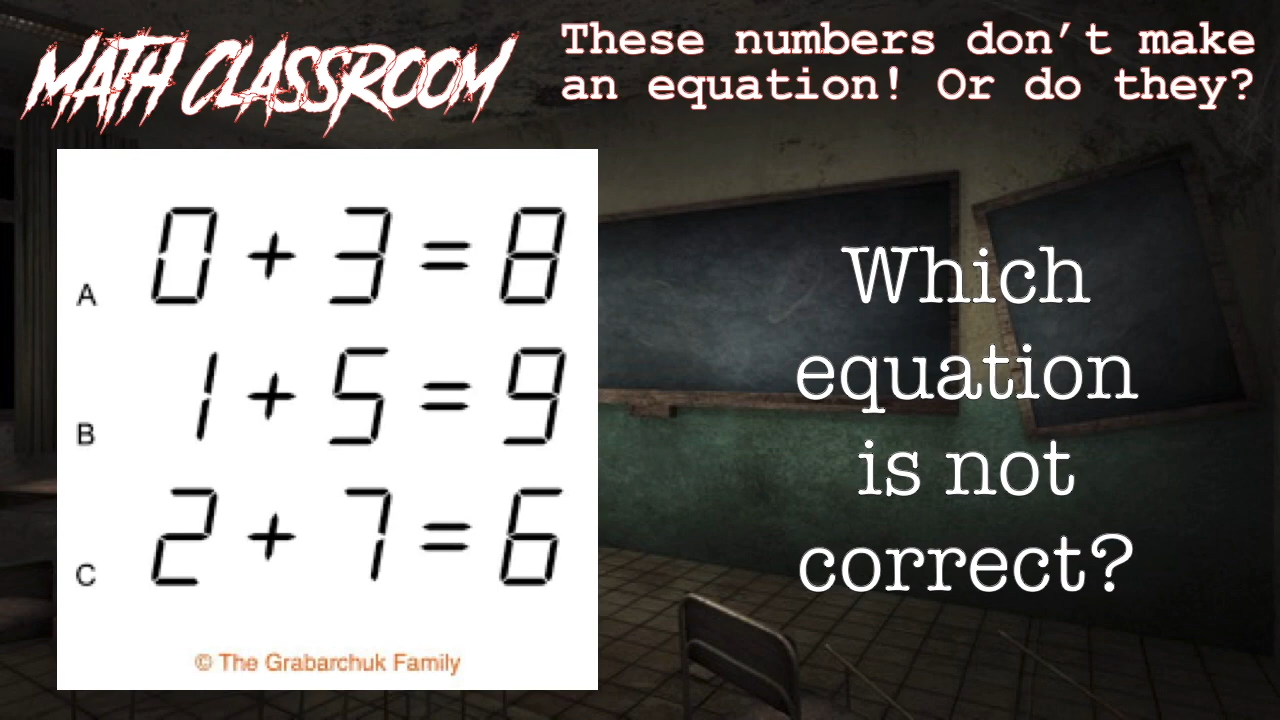 MATH CLASSROOM
These numbers don't make
an equation! Or do they?
A 0 + 3 = 8
B 1 + 5 = 9
C 2 + 7 = 6
© The Grabarchuk Family
Which
equation
is not
correct?